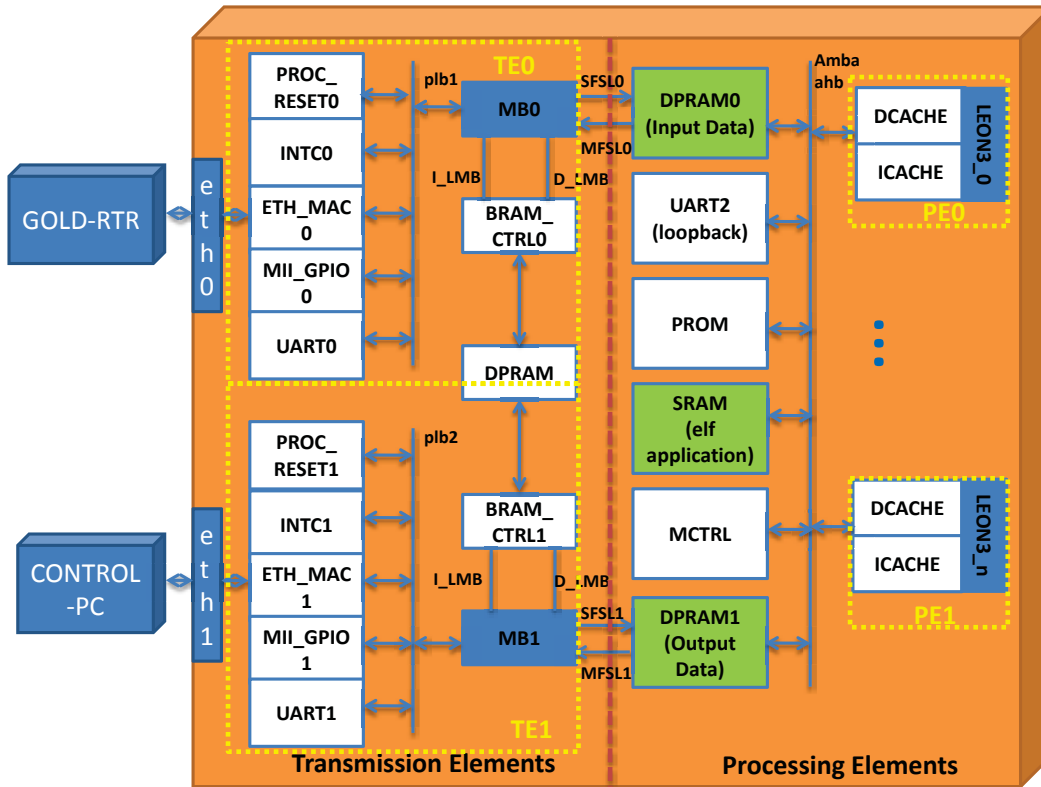 GOLD-RTR
CONTROL
-PC
eth0
eth1
PROC_
RESET0
INTC0
ETH_MAC
0
MII_GPIO
0
UART0
plb1
TE0
MB0
I_LMB
D_LMB
BRAM_
CTRL0
DPRAM
PROC_
RESET1
INTC1
ETH_MAC
1
MII_GPIO
1
UART1
plb2
BRAM_
CTRL1
I_LMB
D_LMB
MB1
TE1
Transmission Elements
SFSL0
MFSL0
SFSL1
MFSL1
DPRAM0
(Input Data)
UART2
(loopback)
PROM
SRAM
(elf
application)
MCTRL
DPRAM1
(Output
Data)
Amba
ahb
DCACHE
ICACHE
LEON3_0
PE0
DCACHE
ICACHE
LEON3_n
PE1
Processing Elements